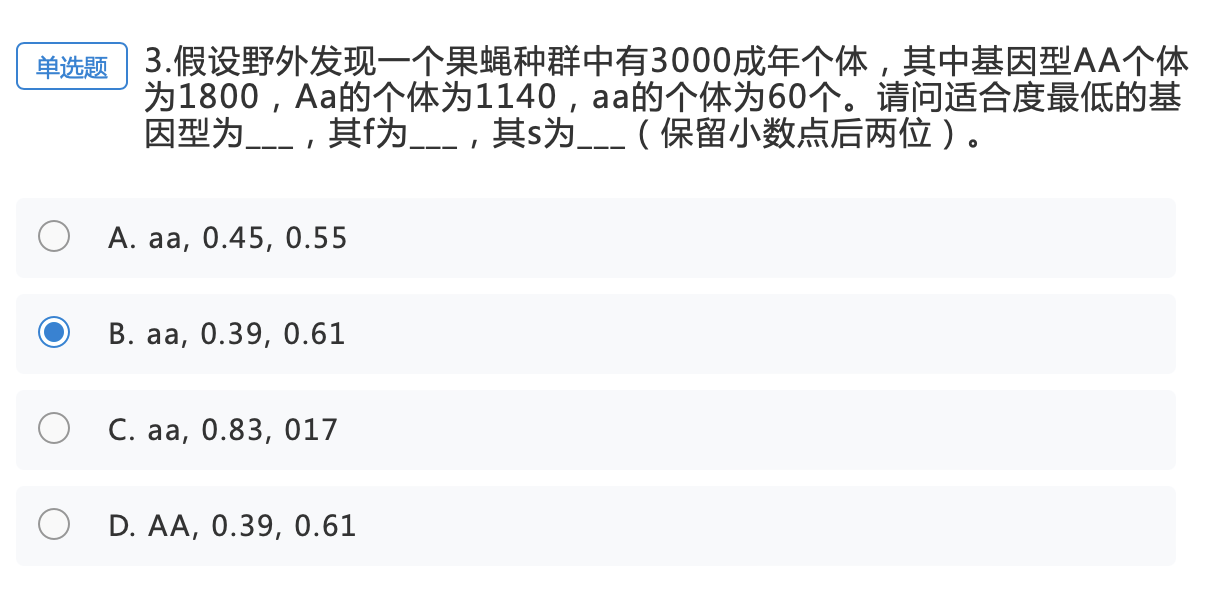 单选题
3.假设野外发现一个果蝇种群中有3000成年个体，其中基因型AA个体
为1800，Aa的个体为1140，aa的个体为60个。请问适合度最低的基
因型为___，其f为___，其s为___（保留小数点后两位）。
A. aa, 0.45, 0.55
B. aa, 0.39, 0.61
C. aa, 0.83, 017
D. AA, 0.39, 0.61